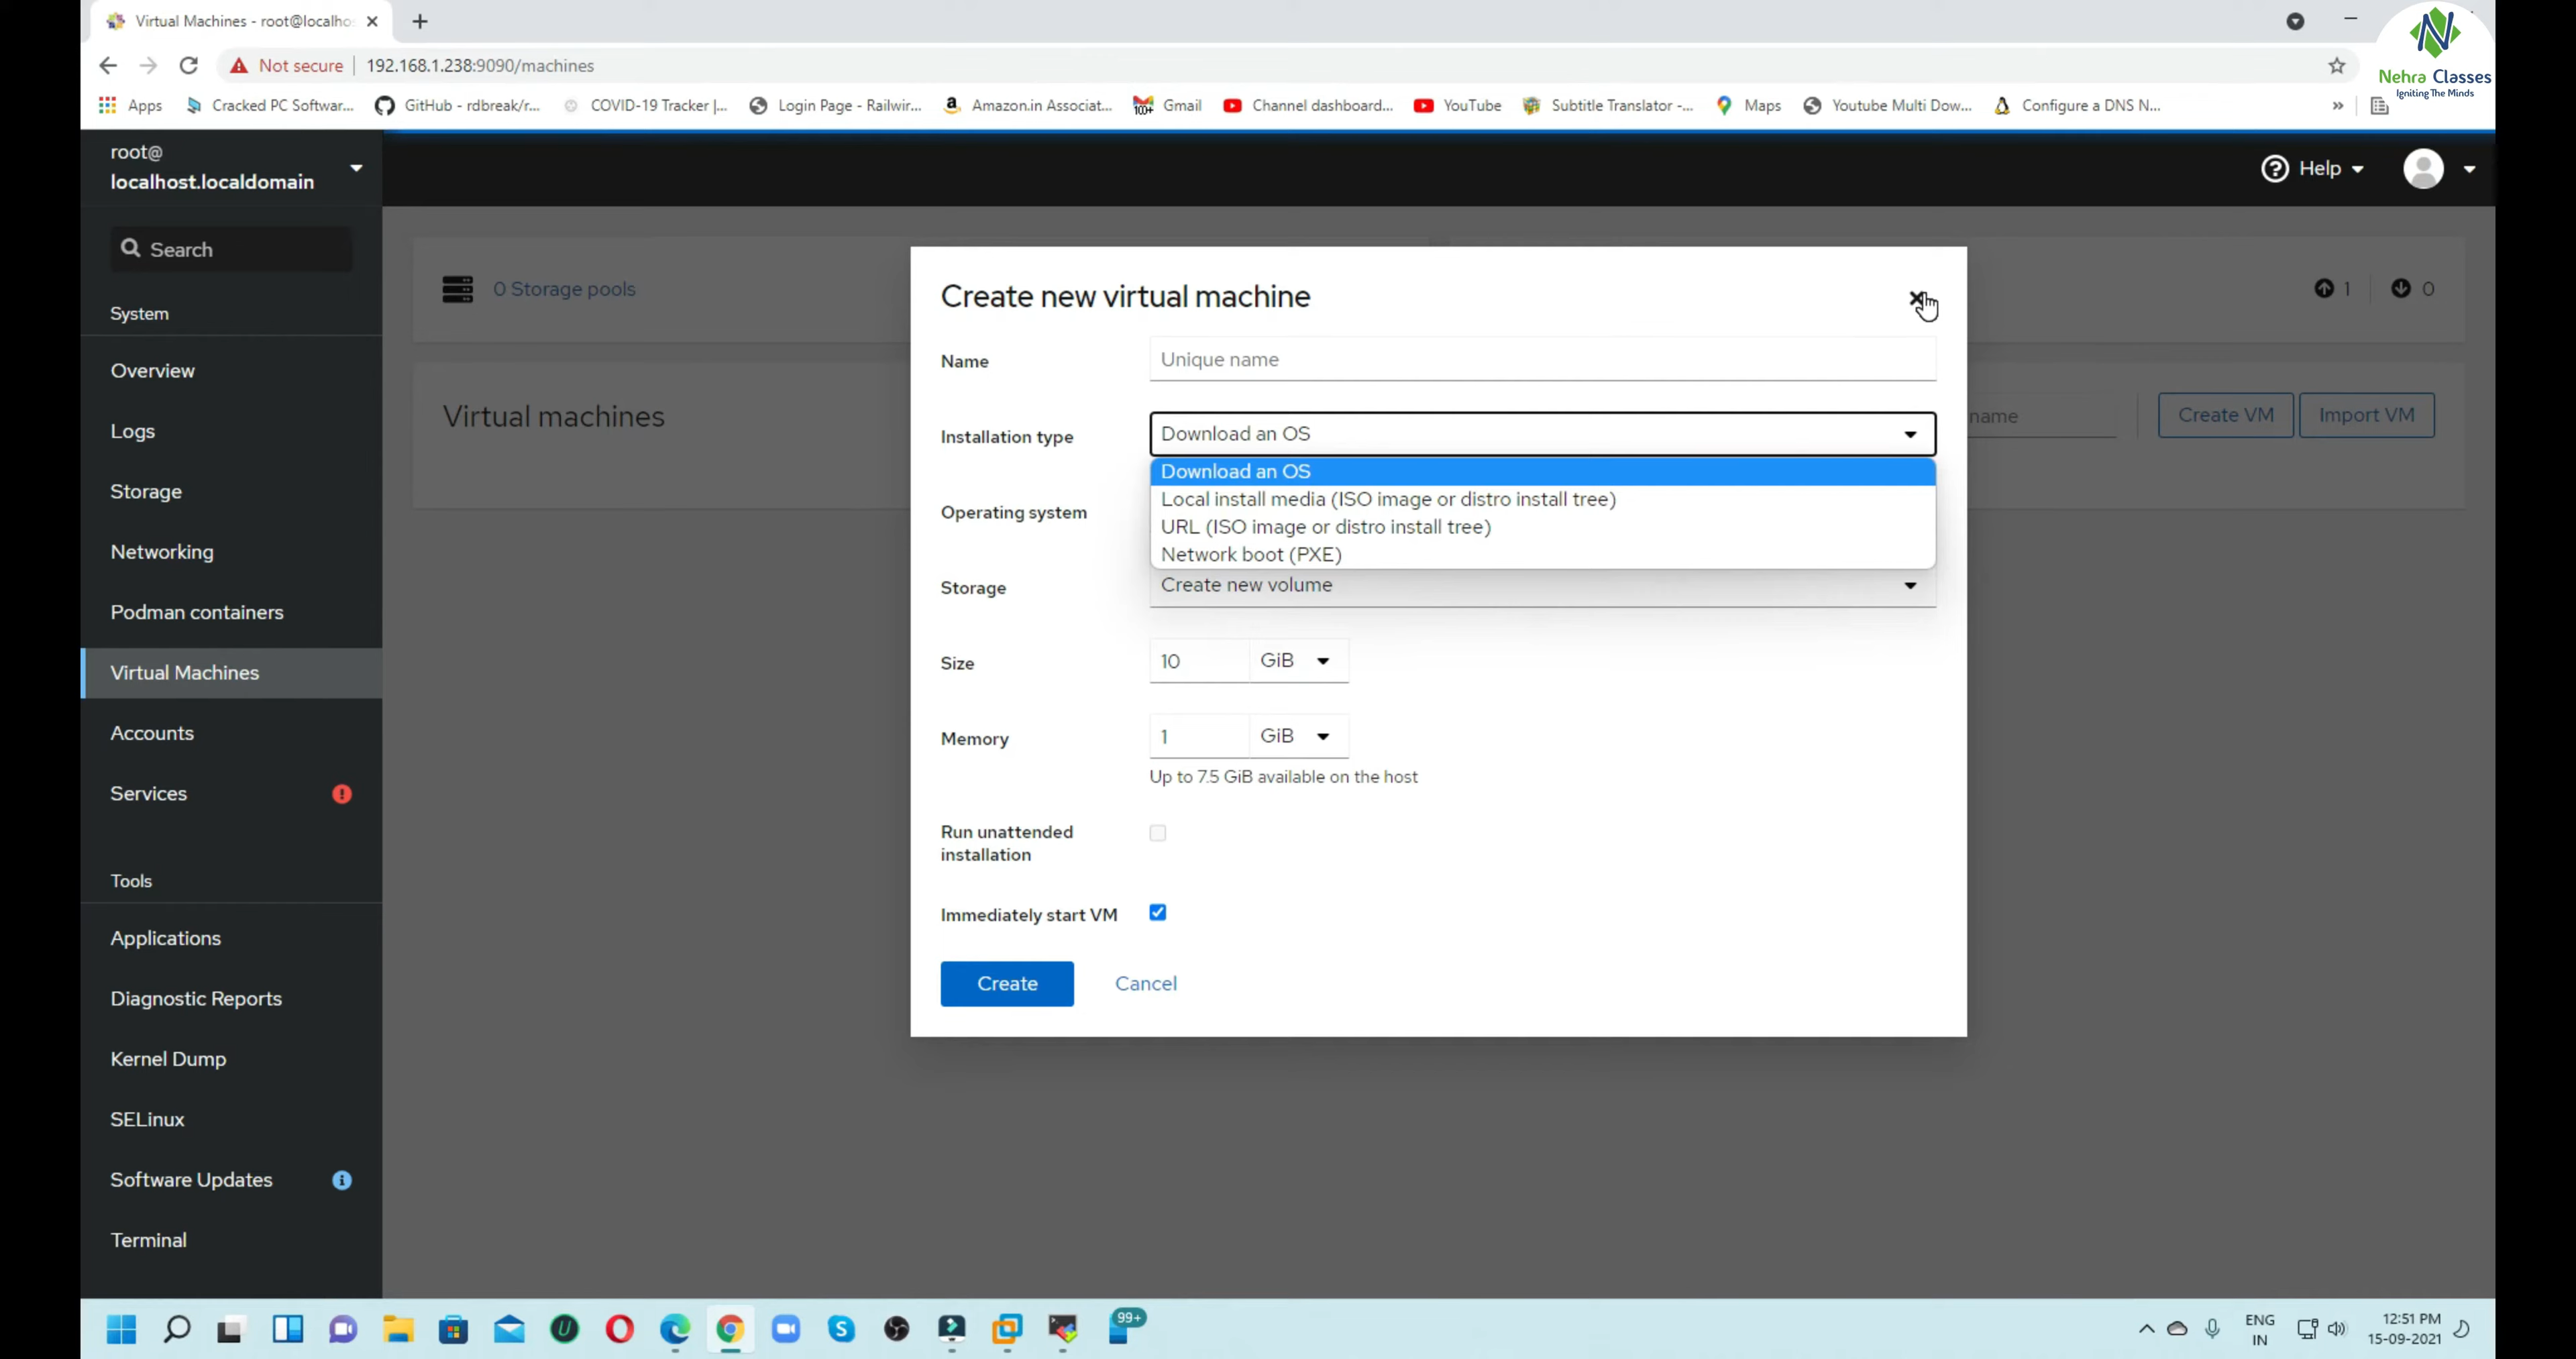 Virtual Machines - root@localho
Nehra Classes
Igniting The Minds
Not secure
192.168.1.238:9090/machines
Apps
Cracked PC Softwar...
GitHub - rdbreak/r...
COVID-19 Tracker |...
Login Page - Railwir...
Amazon.in Associat...
100+
Gmail
Channel dashboard...
YouTube
Subtitle Translator -...
Maps
Youtube Multi Dow...
Configure a DNS N...
»
root@
localhost.localdomain
Help
Search
System
Overview
Logs
Storage
Networking
Podman containers
Virtual Machines
Accounts
Services
Tools
Applications
Diagnostic Reports
Kernel Dump
SELinux
Software Updates
Terminal
0 Storage pools
1
0
Virtual machines
name
Create VM
Import VM
Create new virtual machine
Name
Unique name
Installation type
Download an OS
Download an OS
Local install media (ISO image or distro install tree)
URL (ISO image or distro install tree)
Network boot (PXE)
Operating system
Storage
Create new volume
Size
10
GiB
Memory
1
GiB
Up to 7.5 GiB available on the host
Run unattended
installation
Immediately start VM
Create
Cancel
99+
ENG
IN
12:51 PM
15-09-2021